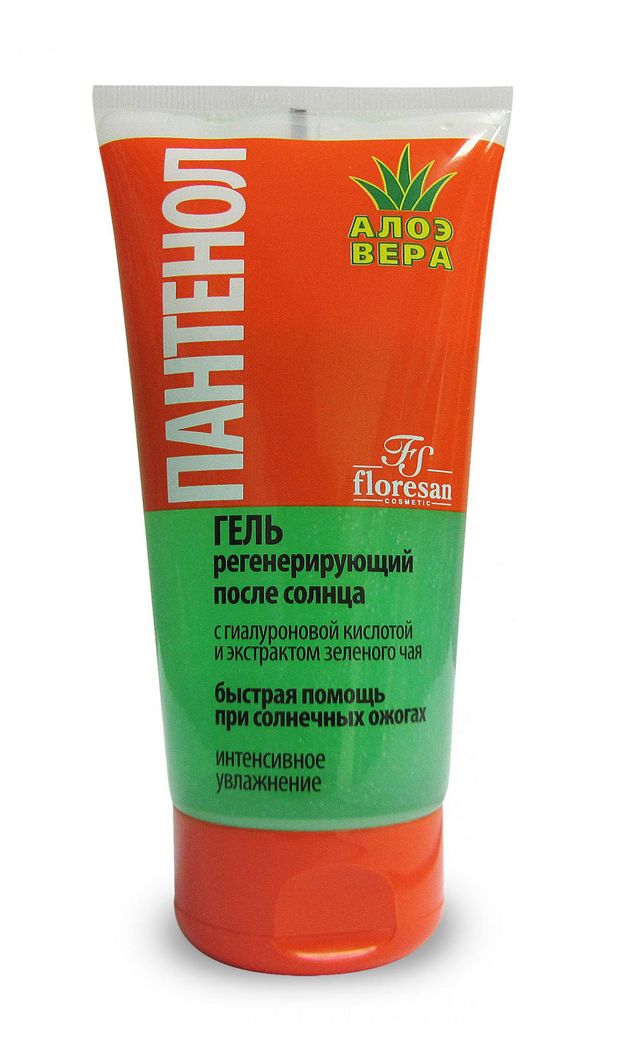 ПАНТЕНОЛ
АЛОЭ
ВЕРА
FS
floresan
COSMETIC
ГЕЛЬ
регенерирующий
после солнца
с гиалуроновой кислотой
и экстрактом зеленого чая
быстрая помощь
при солнечных ожогах
интенсивное
увлажнение